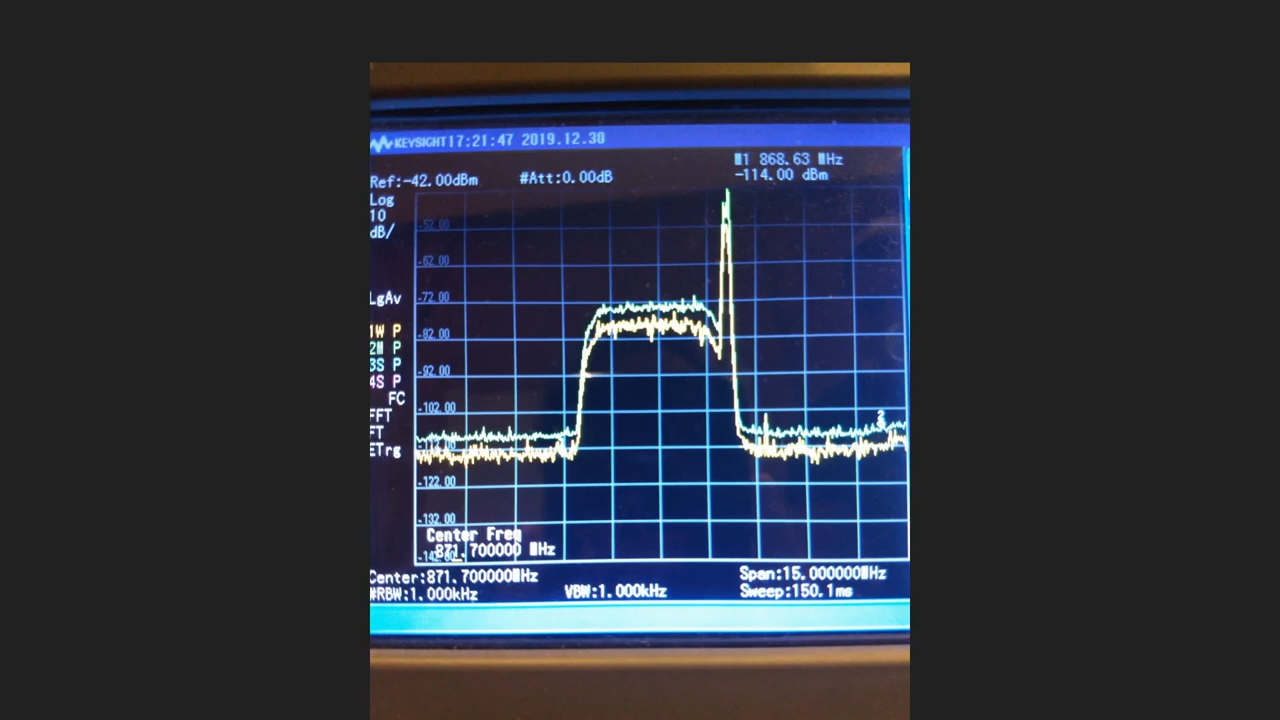 KEYSIGHT 17:21:47 2019.12.30
M1 868.63 MHz
Ref:-42.00dBm #Att:0.00dB -114.00 dBm
Log
10
dB/
-52.00
-62.00
LgAv
-72.00
1W P
-82.00
2M P
3S P
-92.00
4S P
FC
-102.00
FFT
2
FT
ETrg
-122.00
-132.00
Center Freq
871.700000 MHz
Center:871.700000MHz Span:15.000000MHz
#RBW:1.000kHz VBW:1.000kHz Sweep:150.1ms